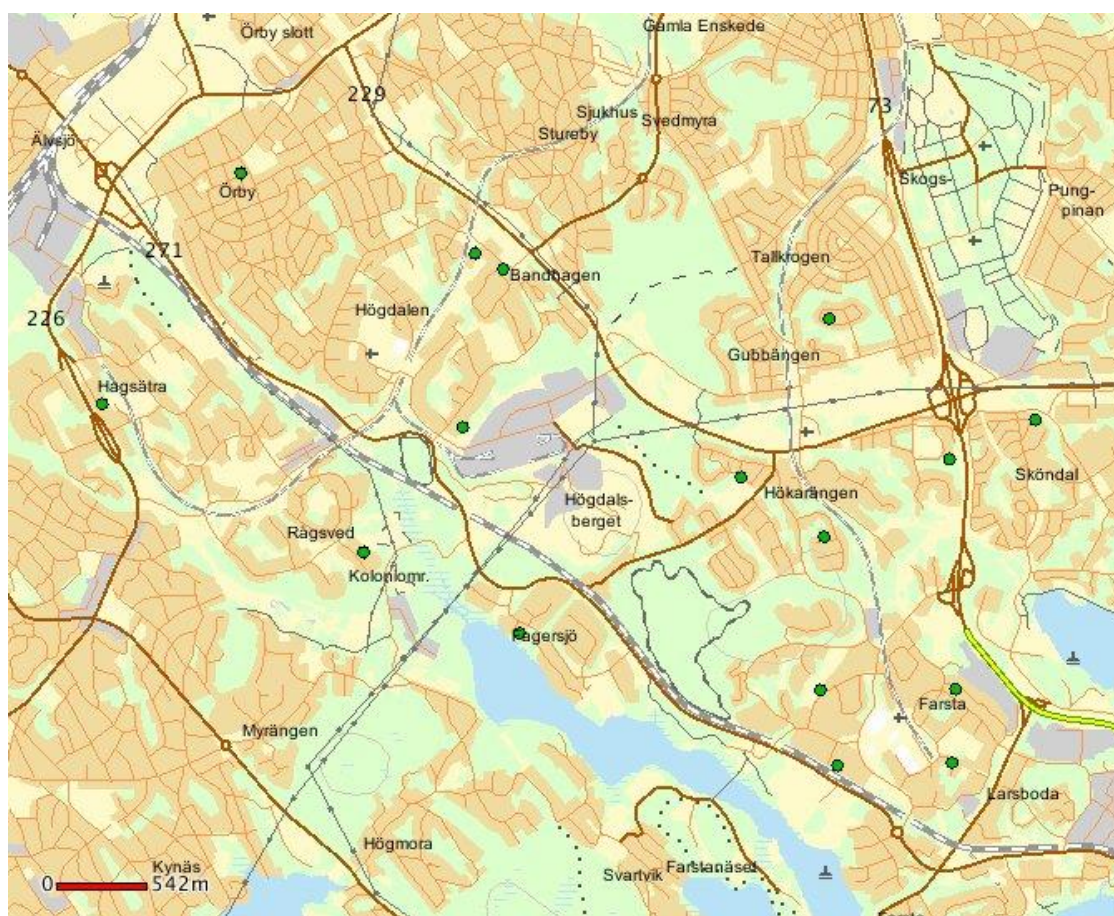 Örby slott
Gamla Enskede
229
73
Sjukhus
Svedmyra
Stureby
Älvsjö
Skogs-
Örby
Pung-
pinan
271
Tallkrogen
Bandhagen
Högdalen
226
Gubbängen
Hagsätra
Sköndal
Hökarängen
Högdals-
berget
Rågsved
Koloniomr.
Fagersjö
Farsta
Myrängen
Larsboda
Högmora
Kynäs
Svartvik
Farstanäset
0
542m